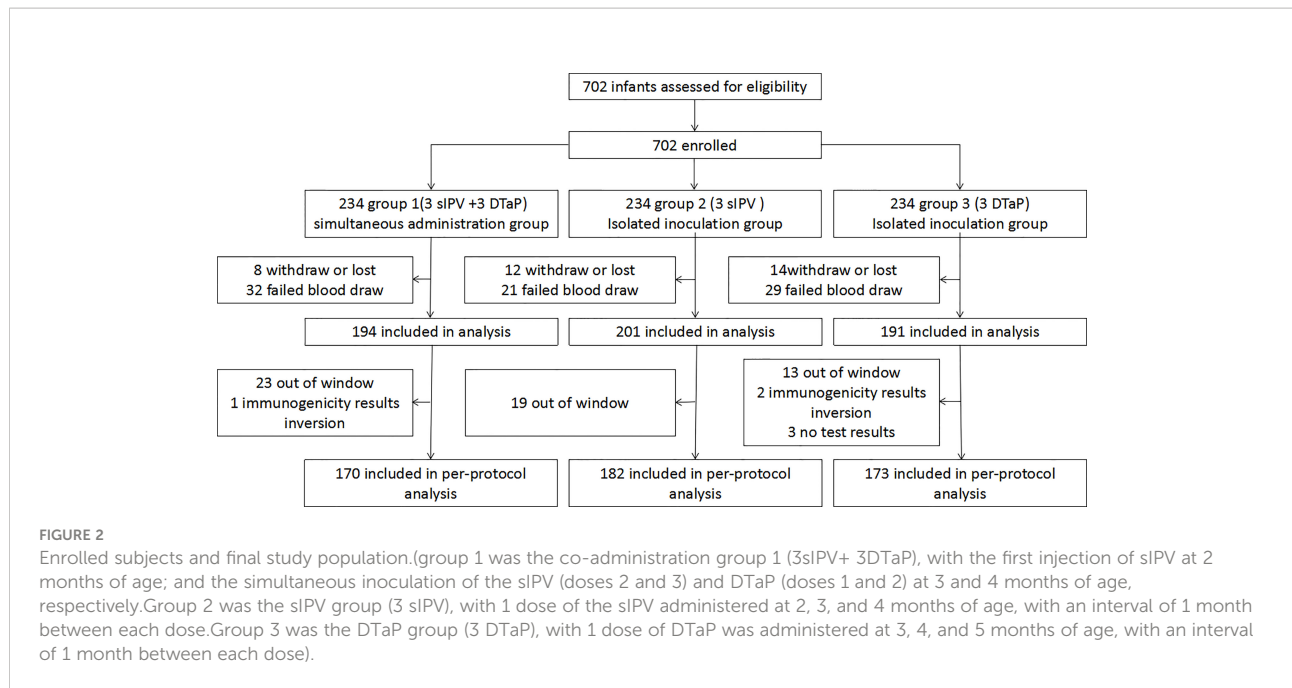 702 infants assessed for eligibility
702 enrolled
234 group 1(3 sIPV +3 DTaP)
simultaneous administration group
234 group 2 (3 sIPV )
Isolated inoculation group
234 group 3 (3 DTaP)
Isolated inoculation group
8 withdraw or lost
32 failed blood draw
12 withdraw or lost
21 failed blood draw
14withdraw or lost
29 failed blood draw
194 included in analysis
201 included in analysis
191 included in analysis
23 out of window
1 immunogenicity results
inversion
19 out of window
13 out of window
2 immunogenicity results
inversion
3 no test results
170 included in per-protocol
analysis
182 included in per-protocol
analysis
173 included in per-protocol
analysis
FIGURE 2
Enrolled subjects and final study population.(group 1 was the co-administration group 1 (3sIPV+ 3DTaP), with the first injection of sIPV at 2
months of age; and the simultaneous inoculation of the sIPV (doses 2 and 3) and DTaP (doses 1 and 2) at 3 and 4 months of age,
respectively.Group 2 was the sIPV group (3 sIPV), with 1 dose of the sIPV administered at 2, 3, and 4 months of age, with an interval of 1 month
between each dose.Group 3 was the DTaP group (3 DTaP), with 1 dose of DTaP was administered at 3, 4, and 5 months of age, with an interval
of 1 month between each dose).